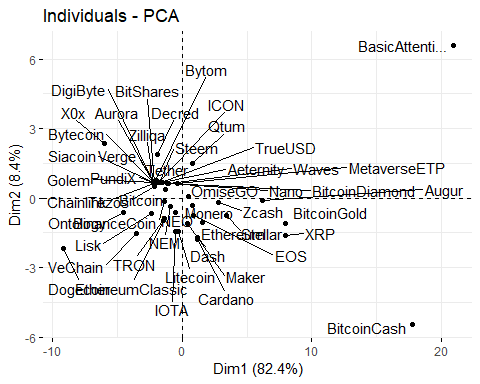 Individuals - PCA
BasicAttenti...
Bytom
DigiByte BitShares
ICON
X0x Aurora Decred
Qtum
Bytecoin Zilliqa
Steem TrueUSD
Siacoin Verge
Tether Aeternity Waves MetaverseETP
Golem PundiX
OmiseGO Nano BitcoinDiamond Augur
Chainlink Tezos Bitcoin
Monero Zcash BitcoinGold
Ontology BinanceCoin NEO
Ethereum Stellar XRP
Lisk NEM
EOS
VeChain TRON Dash
Litecoin Maker
Dogecoin EthereumClassic
Cardano
IOTA
BitcoinCash
6
3
0
-3
-6
-10 0 10 20
Dim1 (82.4%)
Dim2 (8.4%)